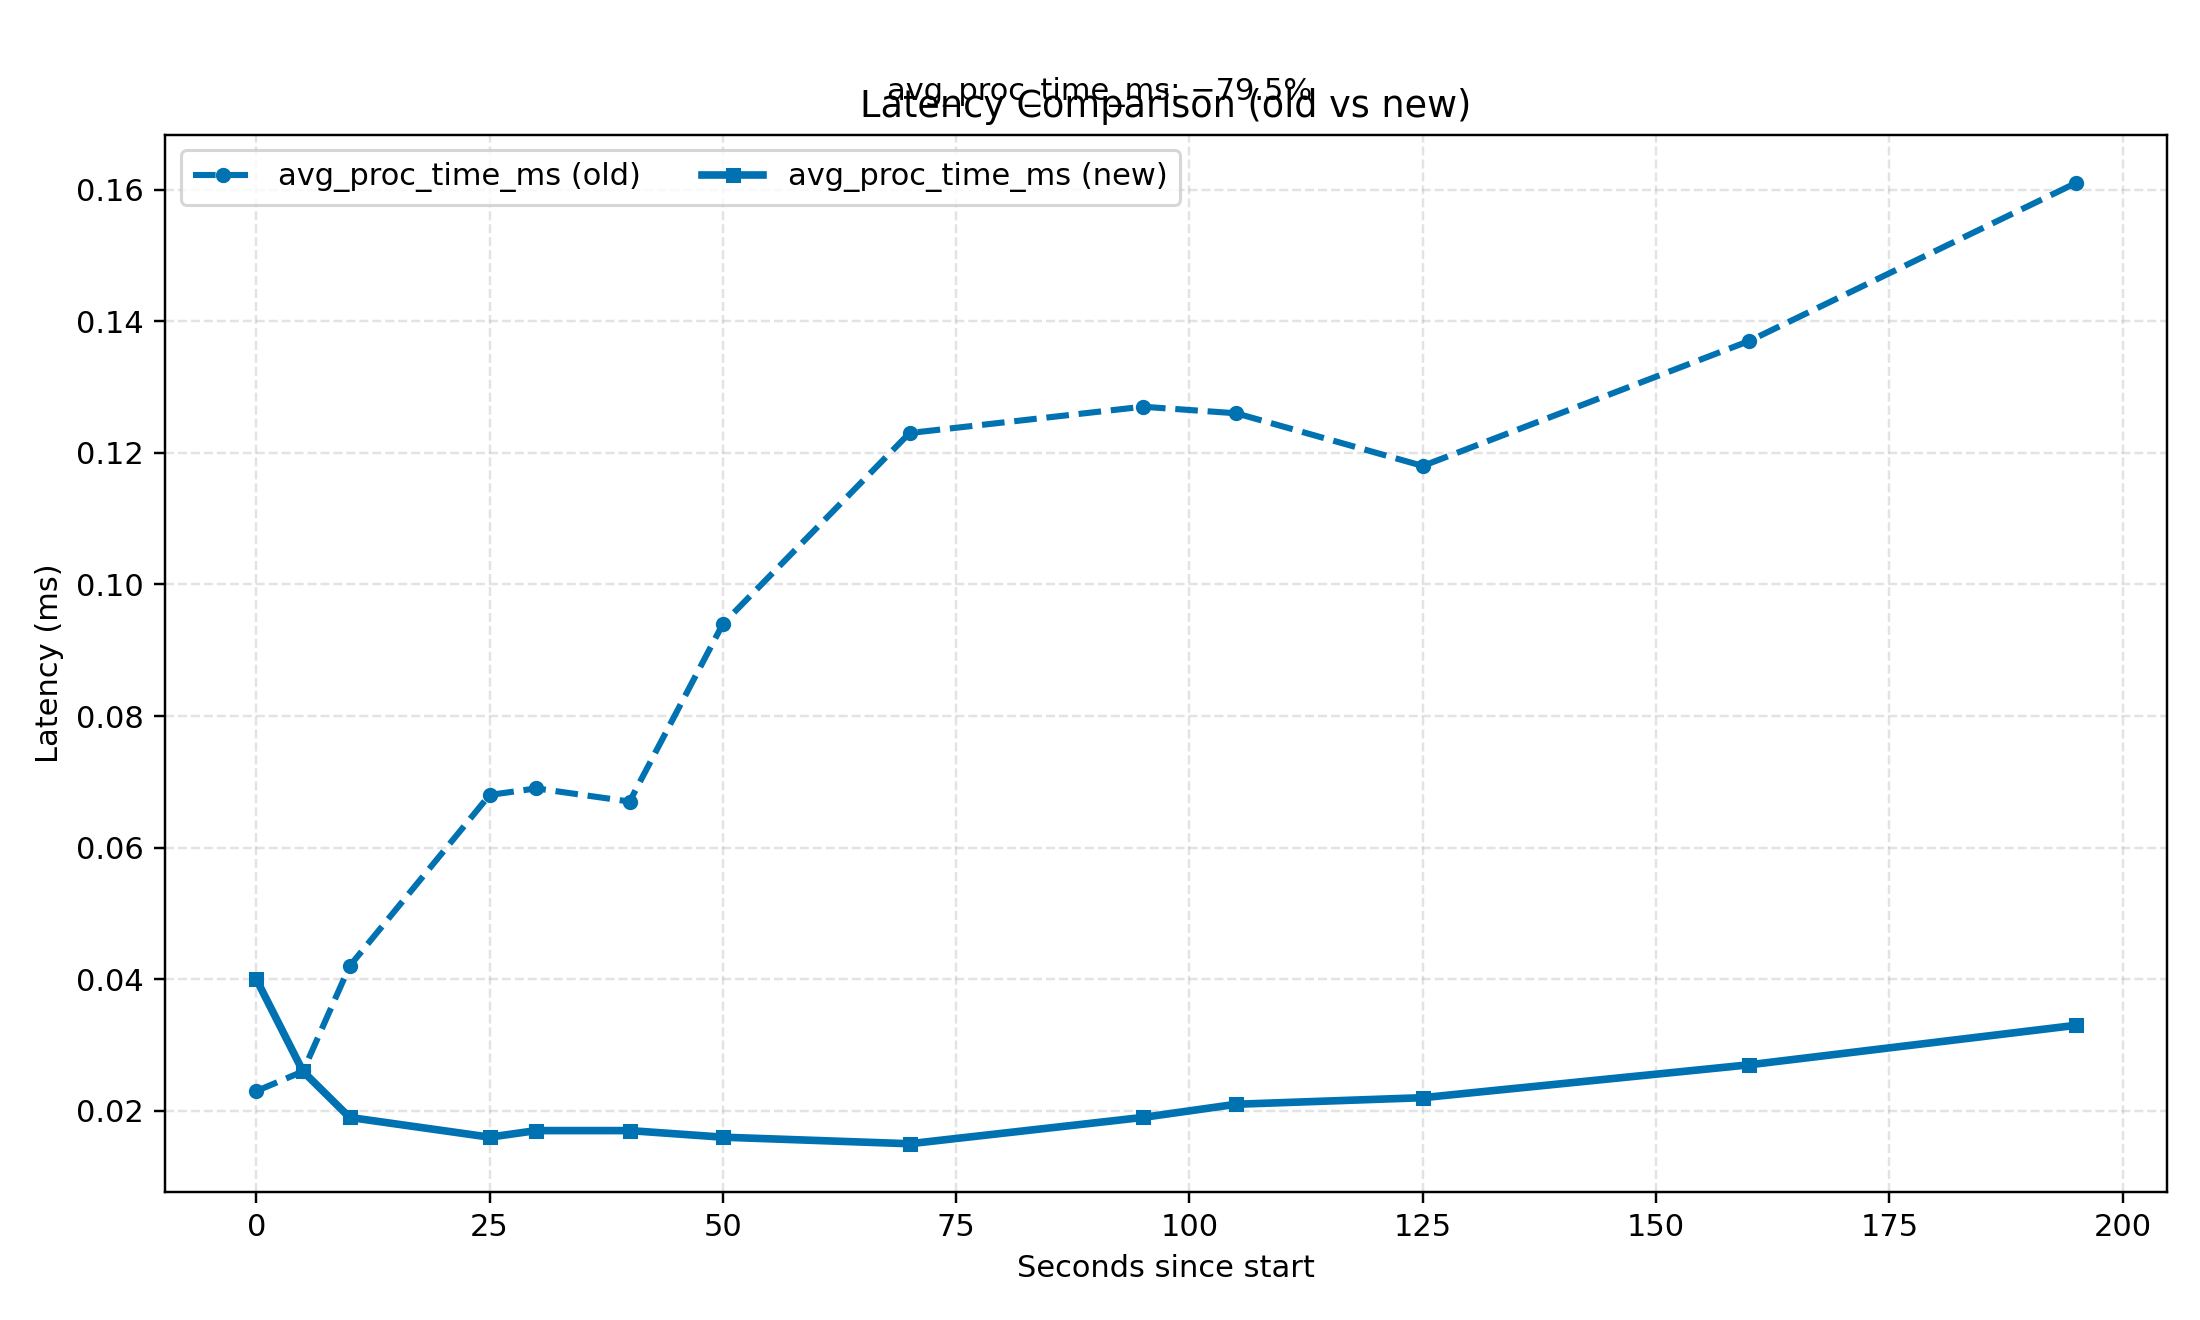 avg_proc_time_ms: −79.5%
Latency Comparison (old vs new)
avg_proc_time_ms (old) avg_proc_time_ms (new)
0.16
0.14
0.12
0.10
0.08
0.06
0.04
0.02
Latency (ms)
0 25 50 75 100 125 150 175 200
Seconds since start